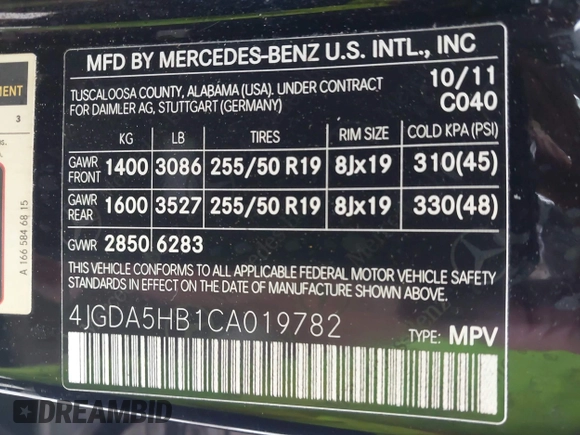 MFD BY MERCEDES-BENZ U.S. INTL., INC
TUSCALOOSA COUNTY, ALABAMA (USA). UNDER CONTRACT
FOR DAIMLER AG, STUTTGART (GERMANY)
10/11
C040
KG LB TIRES RIM SIZE COLD KPA (PSI)
GAWR FRONT 1400 3086 255/50 R19 8Jx19 310(45)
GAWR REAR 1600 3527 255/50 R19 8Jx19 330(48)
GVWR 2850 6283
THIS VEHICLE CONFORMS TO ALL APPLICABLE FEDERAL MOTOR VEHICLE SAFETY
STANDARDS IN EFFECT ON THE DATE OF MANUFACTURE SHOWN ABOVE.
4JGDA5HB1CA019782
TYPE: MPV
MENT
3
A 166 584 68 15
DREAMBID